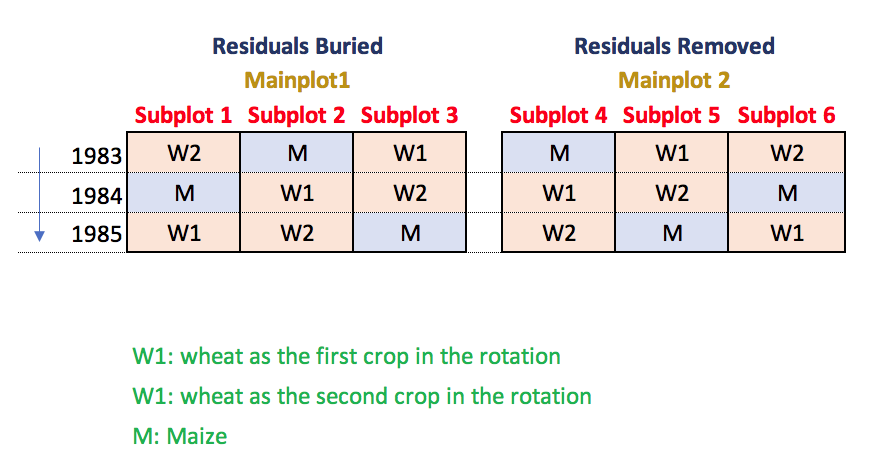 Residuals Buried Residuals Removed
Mainplot1 Mainplot 2
Subplot 1 Subplot 2 Subplot 3 Subplot 4 Subplot 5 Subplot 6
1983 W2 M W1 M W1 W2
1984 M W1 W2 W1 W2 M
1985 W1 W2 M W2 M W1
W1: wheat as the first crop in the rotation
W1: wheat as the second crop in the rotation
M: Maize